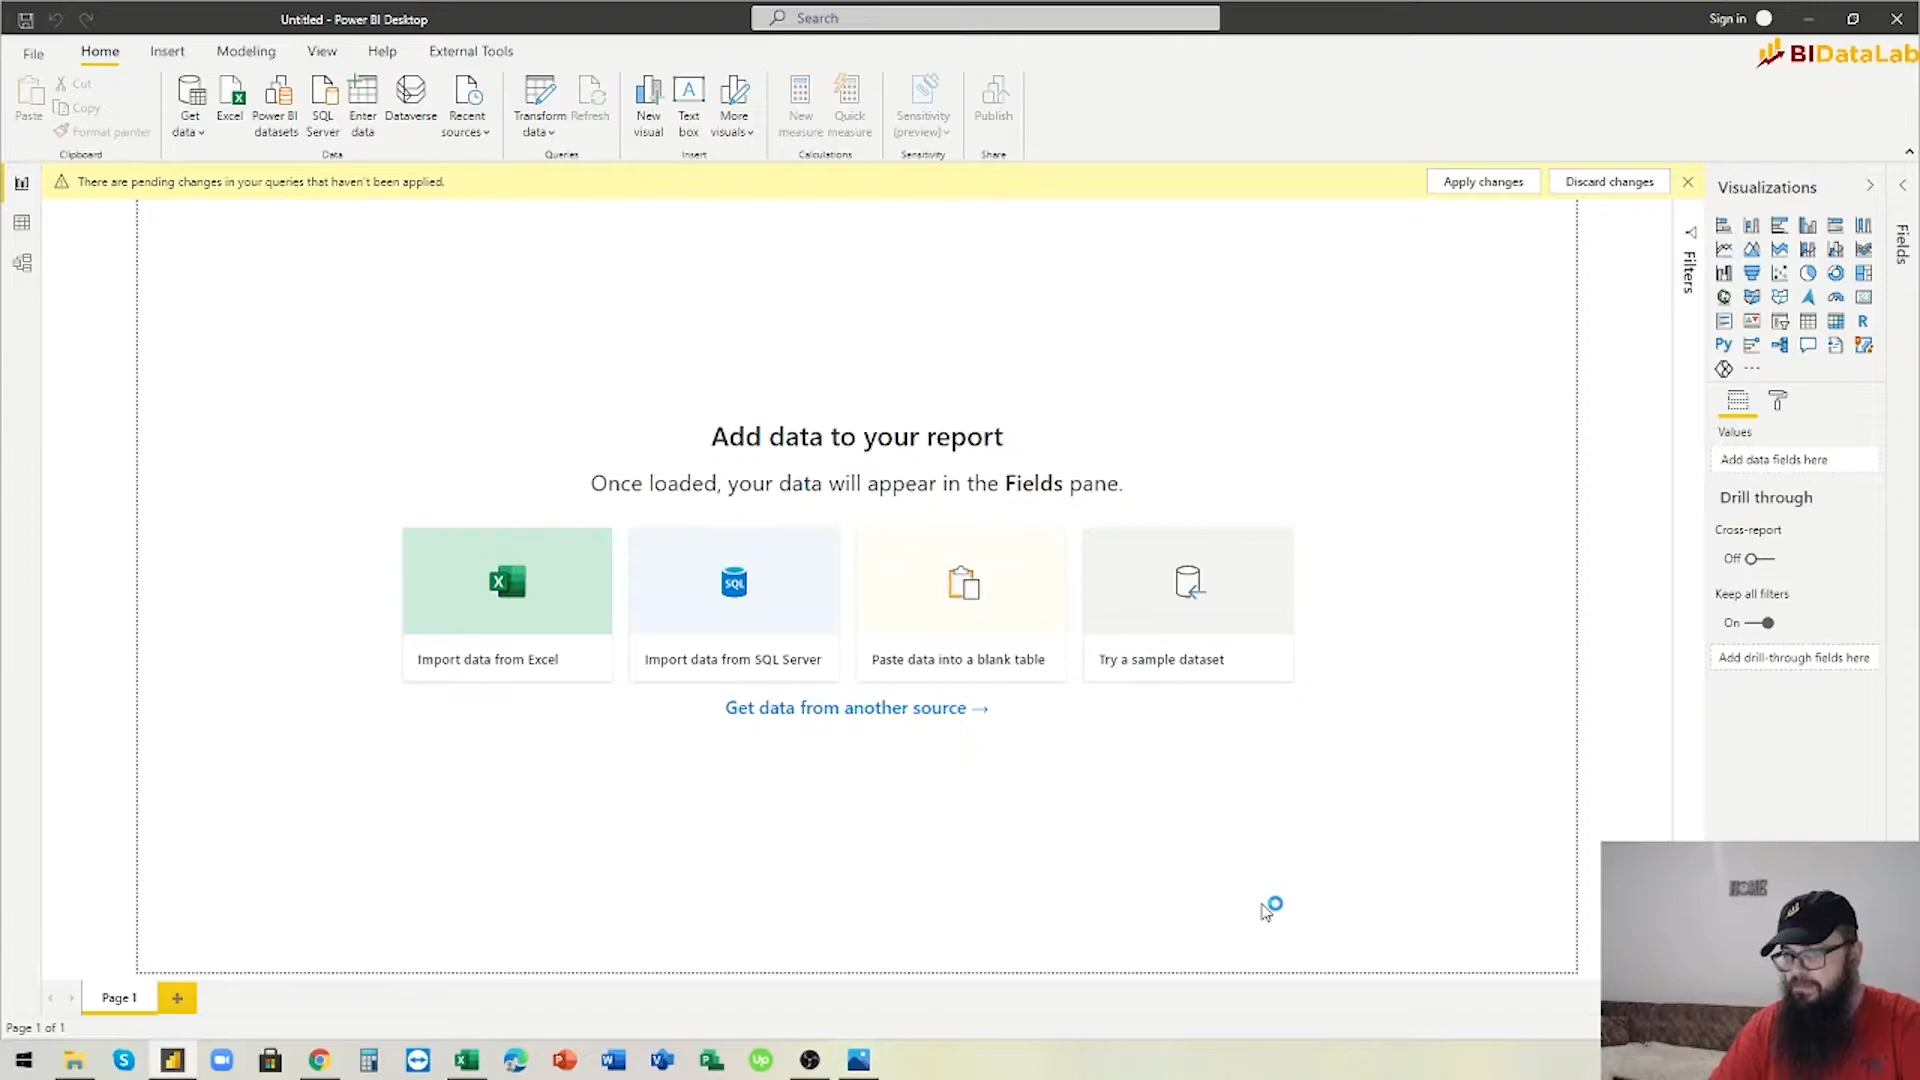 Untitled - Power BI Desktop
Search
Sign in
File
Home
Insert
Modeling
View
Help
External Tools
BIDataLab
Paste
Cut
Copy
Format painter
Clipboard
Get data
Excel
Power BI datasets
SQL Server
Enter data
Dataverse
Recent sources
Data
Transform data
Refresh
Queries
New visual
Text box
More visuals
Insert
New measure
Quick measure
Calculations
Sensitivity (preview)
Sensitivity
Publish
Share
There are pending changes in your queries that haven't been applied.
Apply changes
Discard changes
Add data to your report
Once loaded, your data will appear in the Fields pane.
Import data from Excel
Import data from SQL Server
SQL
Paste data into a blank table
Try a sample dataset
Get data from another source →
Filters
Visualizations
R
Py
...
Values
Add data fields here
Drill through
Cross-report
Off
Keep all filters
On
Add drill-through fields here
Fields
HOME
Page 1
Page 1 of 1